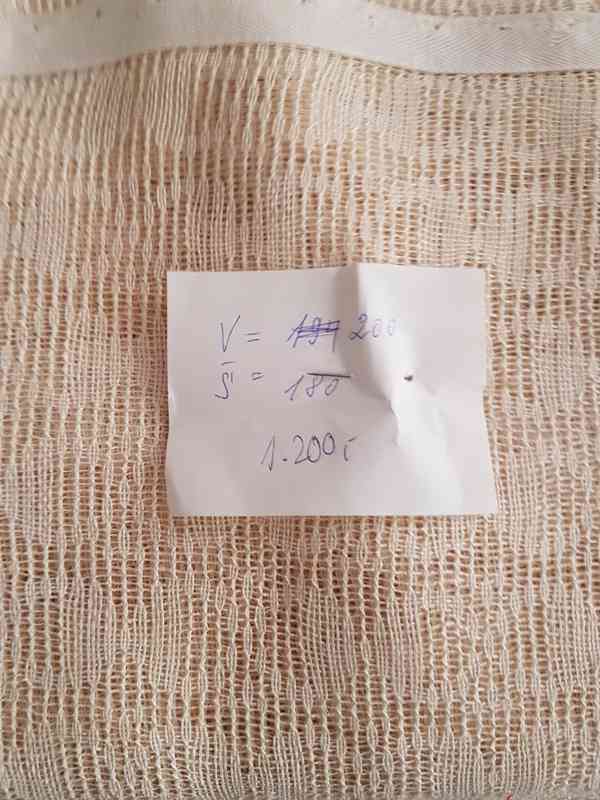 V = 200
Š = 180
1.200